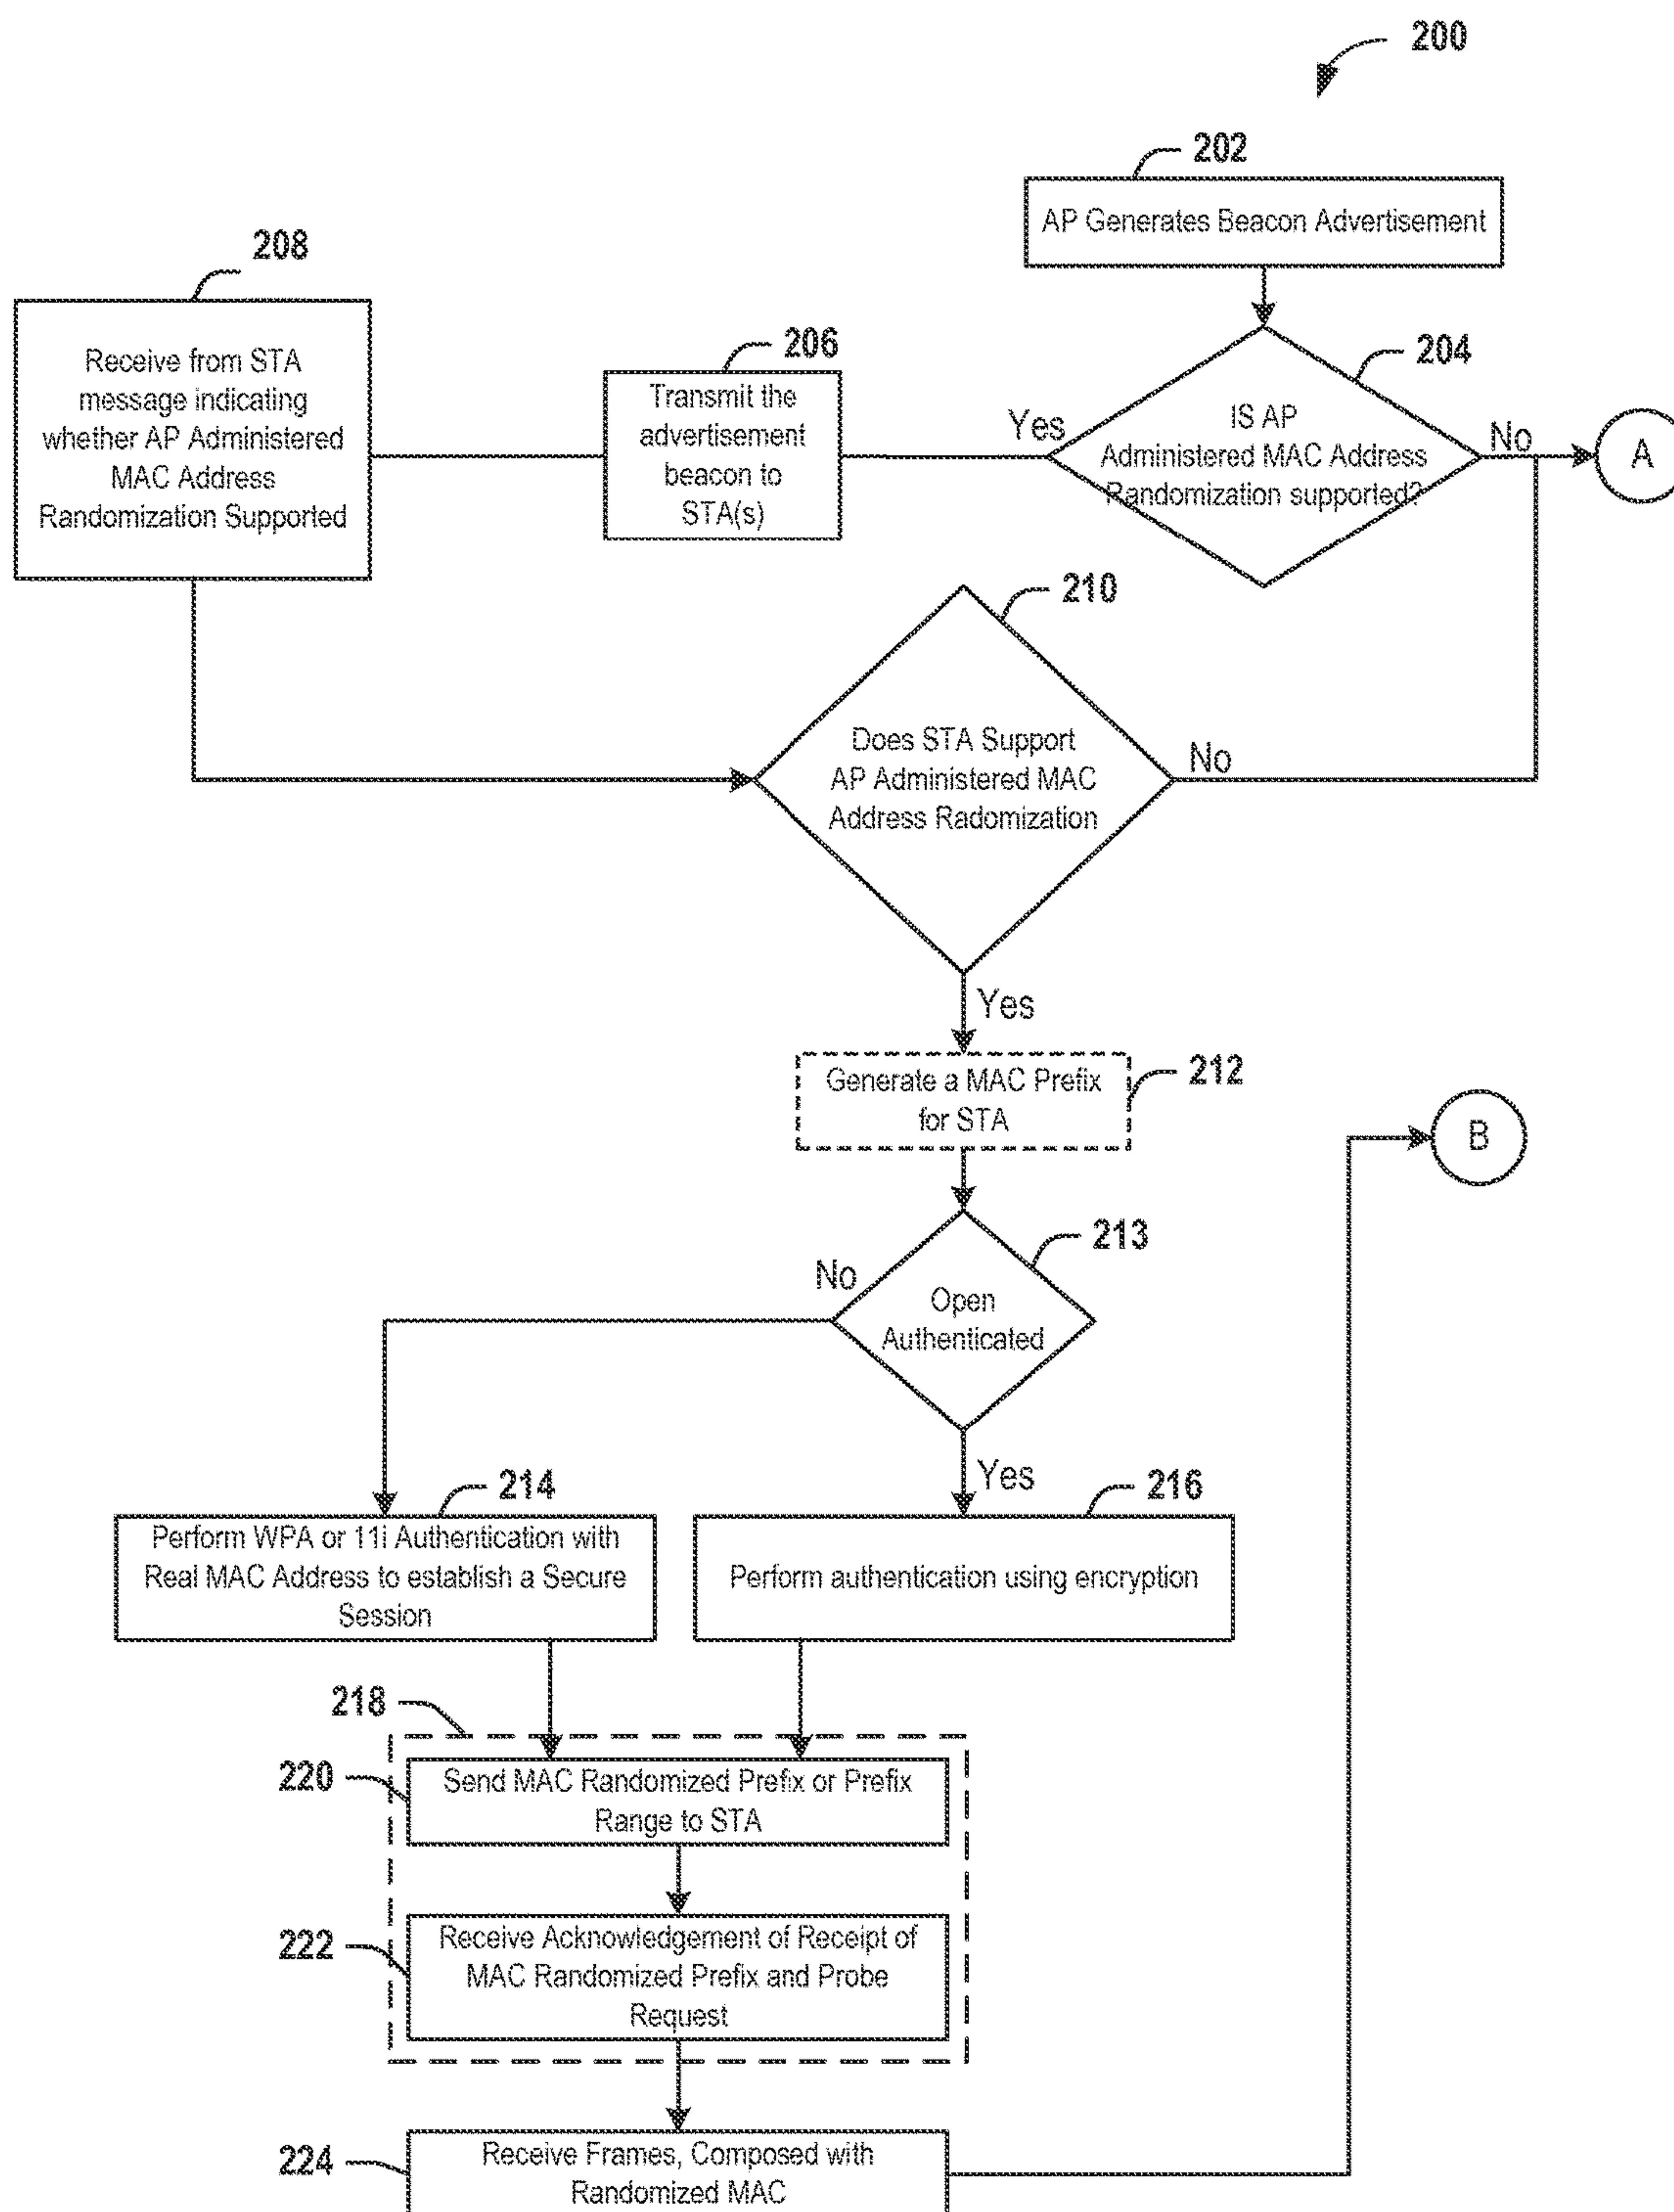 200
202
AP Generates Beacon Advertisement
208
Receive from STA
message indicating
whether AP Administered
MAC Address
Randomization Supported
206
Transmit the
advertisement
beacon to
STA(s)
Yes
204
IS AP
Administered MAC Address
Randomization supported?
No
A
210
Does STA Support
AP Administered MAC
Address Radomization
No
Yes
212
Generate a MAC Prefix
for STA
B
213
No
Open
Authenticated
Yes
214
Perform WPA or 11i Authentication with
Real MAC Address to establish a Secure
Session
216
Perform authentication using encryption
218
220
Send MAC Randomized Prefix or Prefix
Range to STA
222
Receive Acknowledgement of Receipt of
MAC Randomized Prefix and Probe
Request
224
Receive Frames, Composed with
Randomized MAC